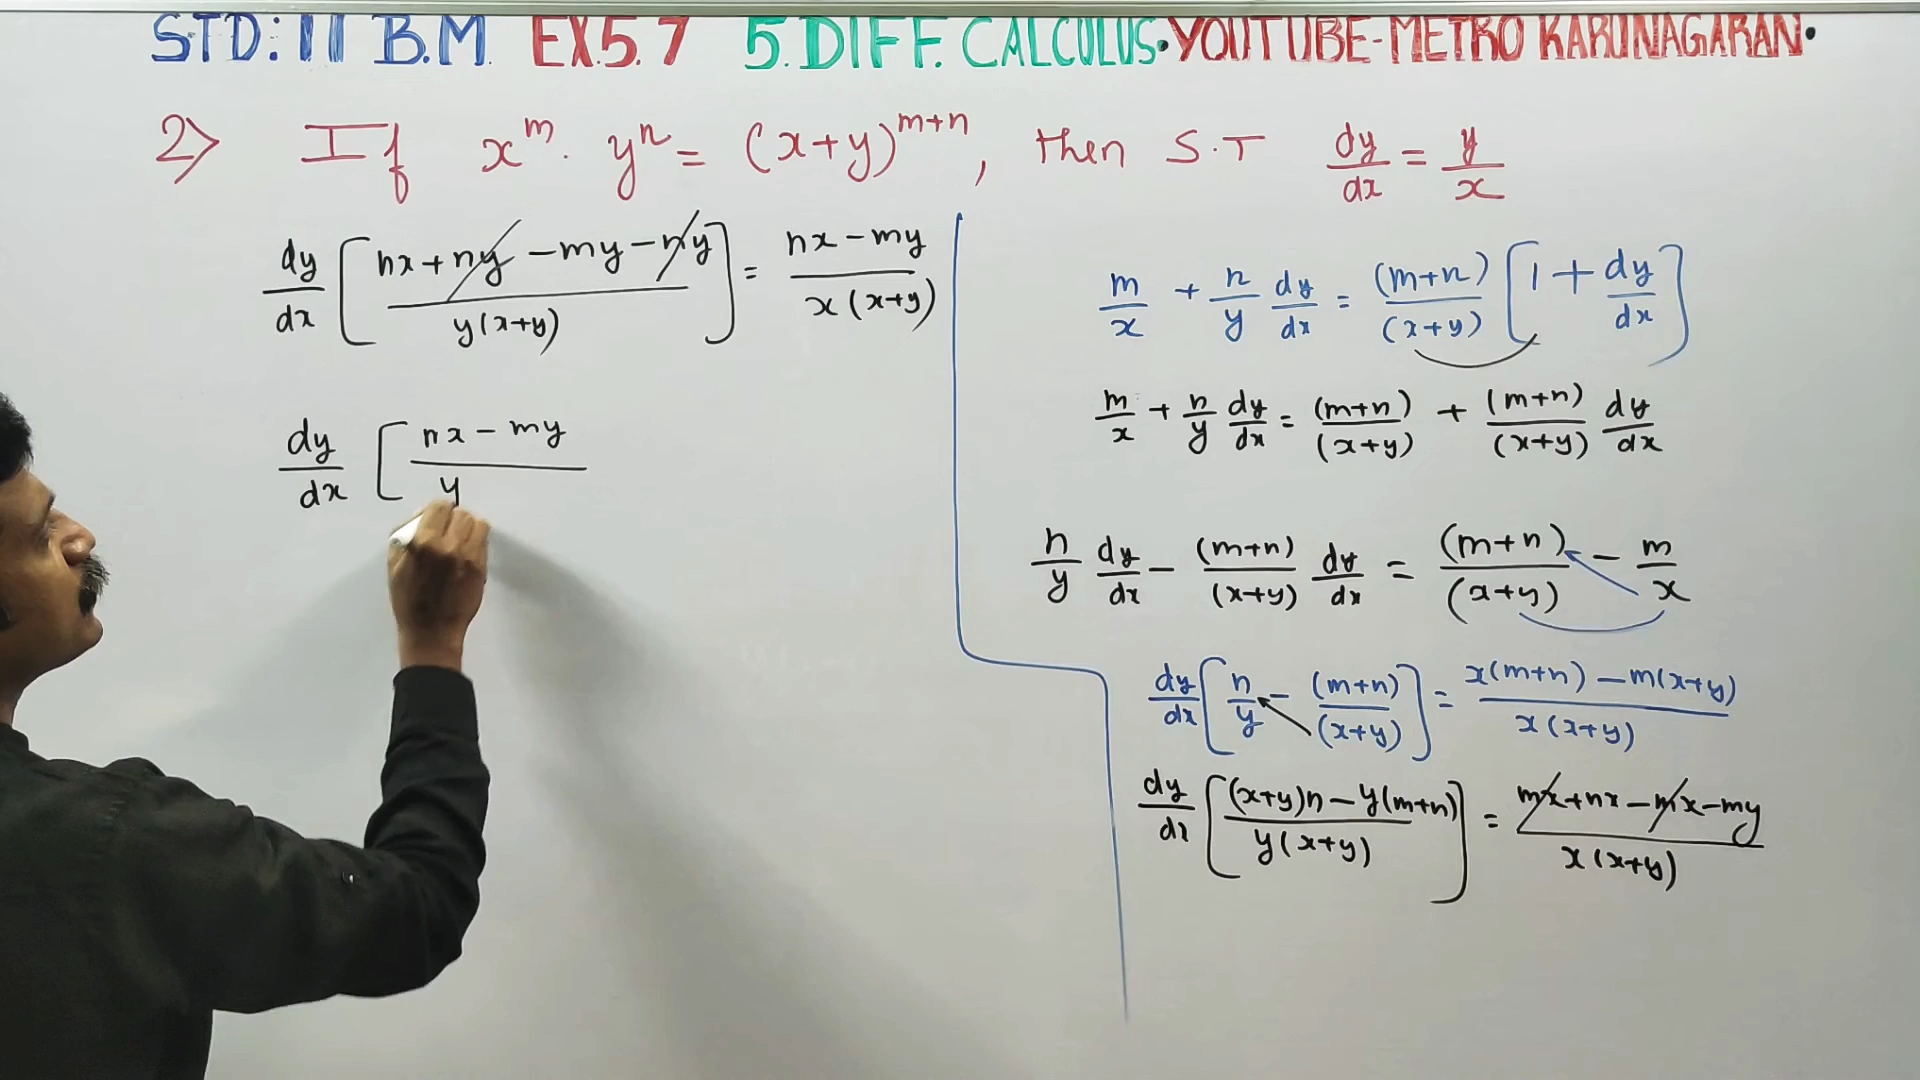 STD: 11 B.M. EX.5.7 5. DIFF. CALCULUS. YOUTUBE-METRO KARUNAGARAN.
2) If x^m . y^n = (x+y)^(m+n), then S.T dy/dx = y/x
dy/dx [ (nx + ny - my - ny) / y(x+y) ] = (nx - my) / x(x+y)
dy/dx [ (nx - my) / y
m/x + n/y dy/dx = (m+n)/(x+y) [ 1 + dy/dx ]
m/x + n/y dy/dx = (m+n)/(x+y) + (m+n)/(x+y) dy/dx
n/y dy/dx - (m+n)/(x+y) dy/dx = (m+n)/(x+y) - m/x
dy/dx [ n/y - (m+n)/(x+y) ] = (x(m+n) - m(x+y)) / x(x+y)
dy/dx [ ((x+y)n - y(m+n)) / y(x+y) ] = (mx + nx - mx - my) / x(x+y)